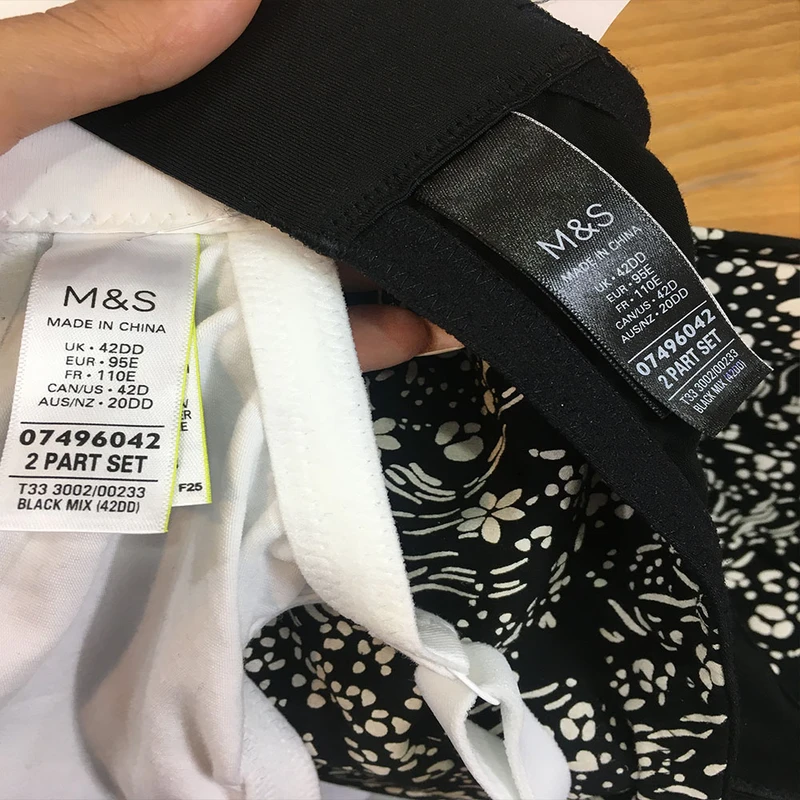 M&S
MADE IN CHINA
UK • 42DD
EUR • 95E
FR • 110E
CAN/US • 42D
AUS/NZ • 20DD
07496042
2 PART SET
T33 3002/00233
BLACK MIX (42DD)
F25
M&S
MADE IN CHINA
UK • 42DD
EUR • 95E
FR • 110E
CAN/US • 42D
AUS/NZ • 20DD
07496042
2 PART SET
T33 3002/00233
BLACK MIX (42DD)